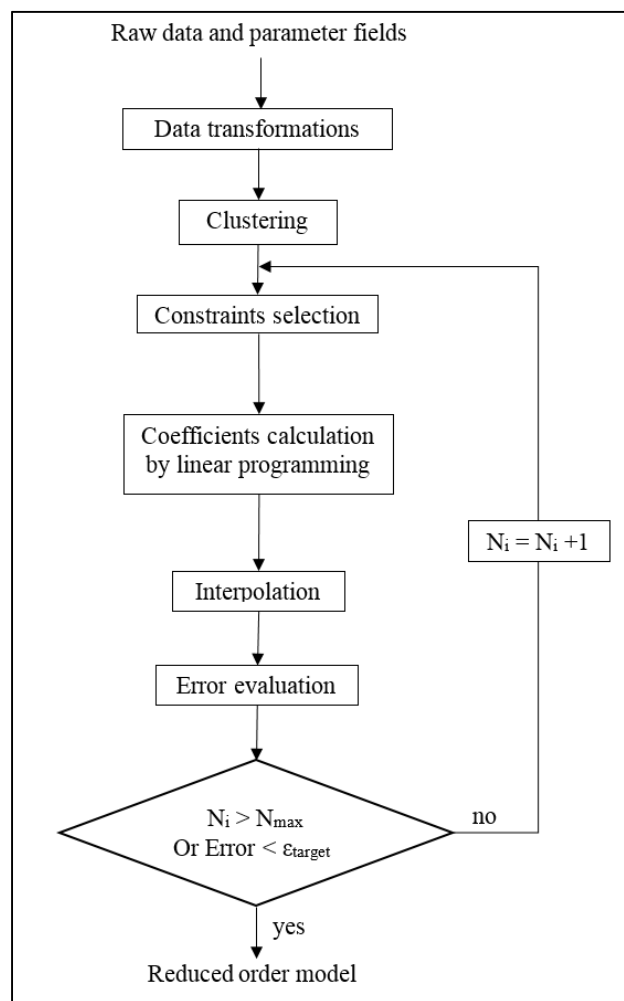 Raw data and parameter fields
Data transformations
Clustering
Constraints selection
Coefficients calculation
by linear programming
Nᵢ = Nᵢ +1
Interpolation
Error evaluation
Nᵢ > Nₘₐₓ
Or Error < εtarget
no
yes
Reduced order model